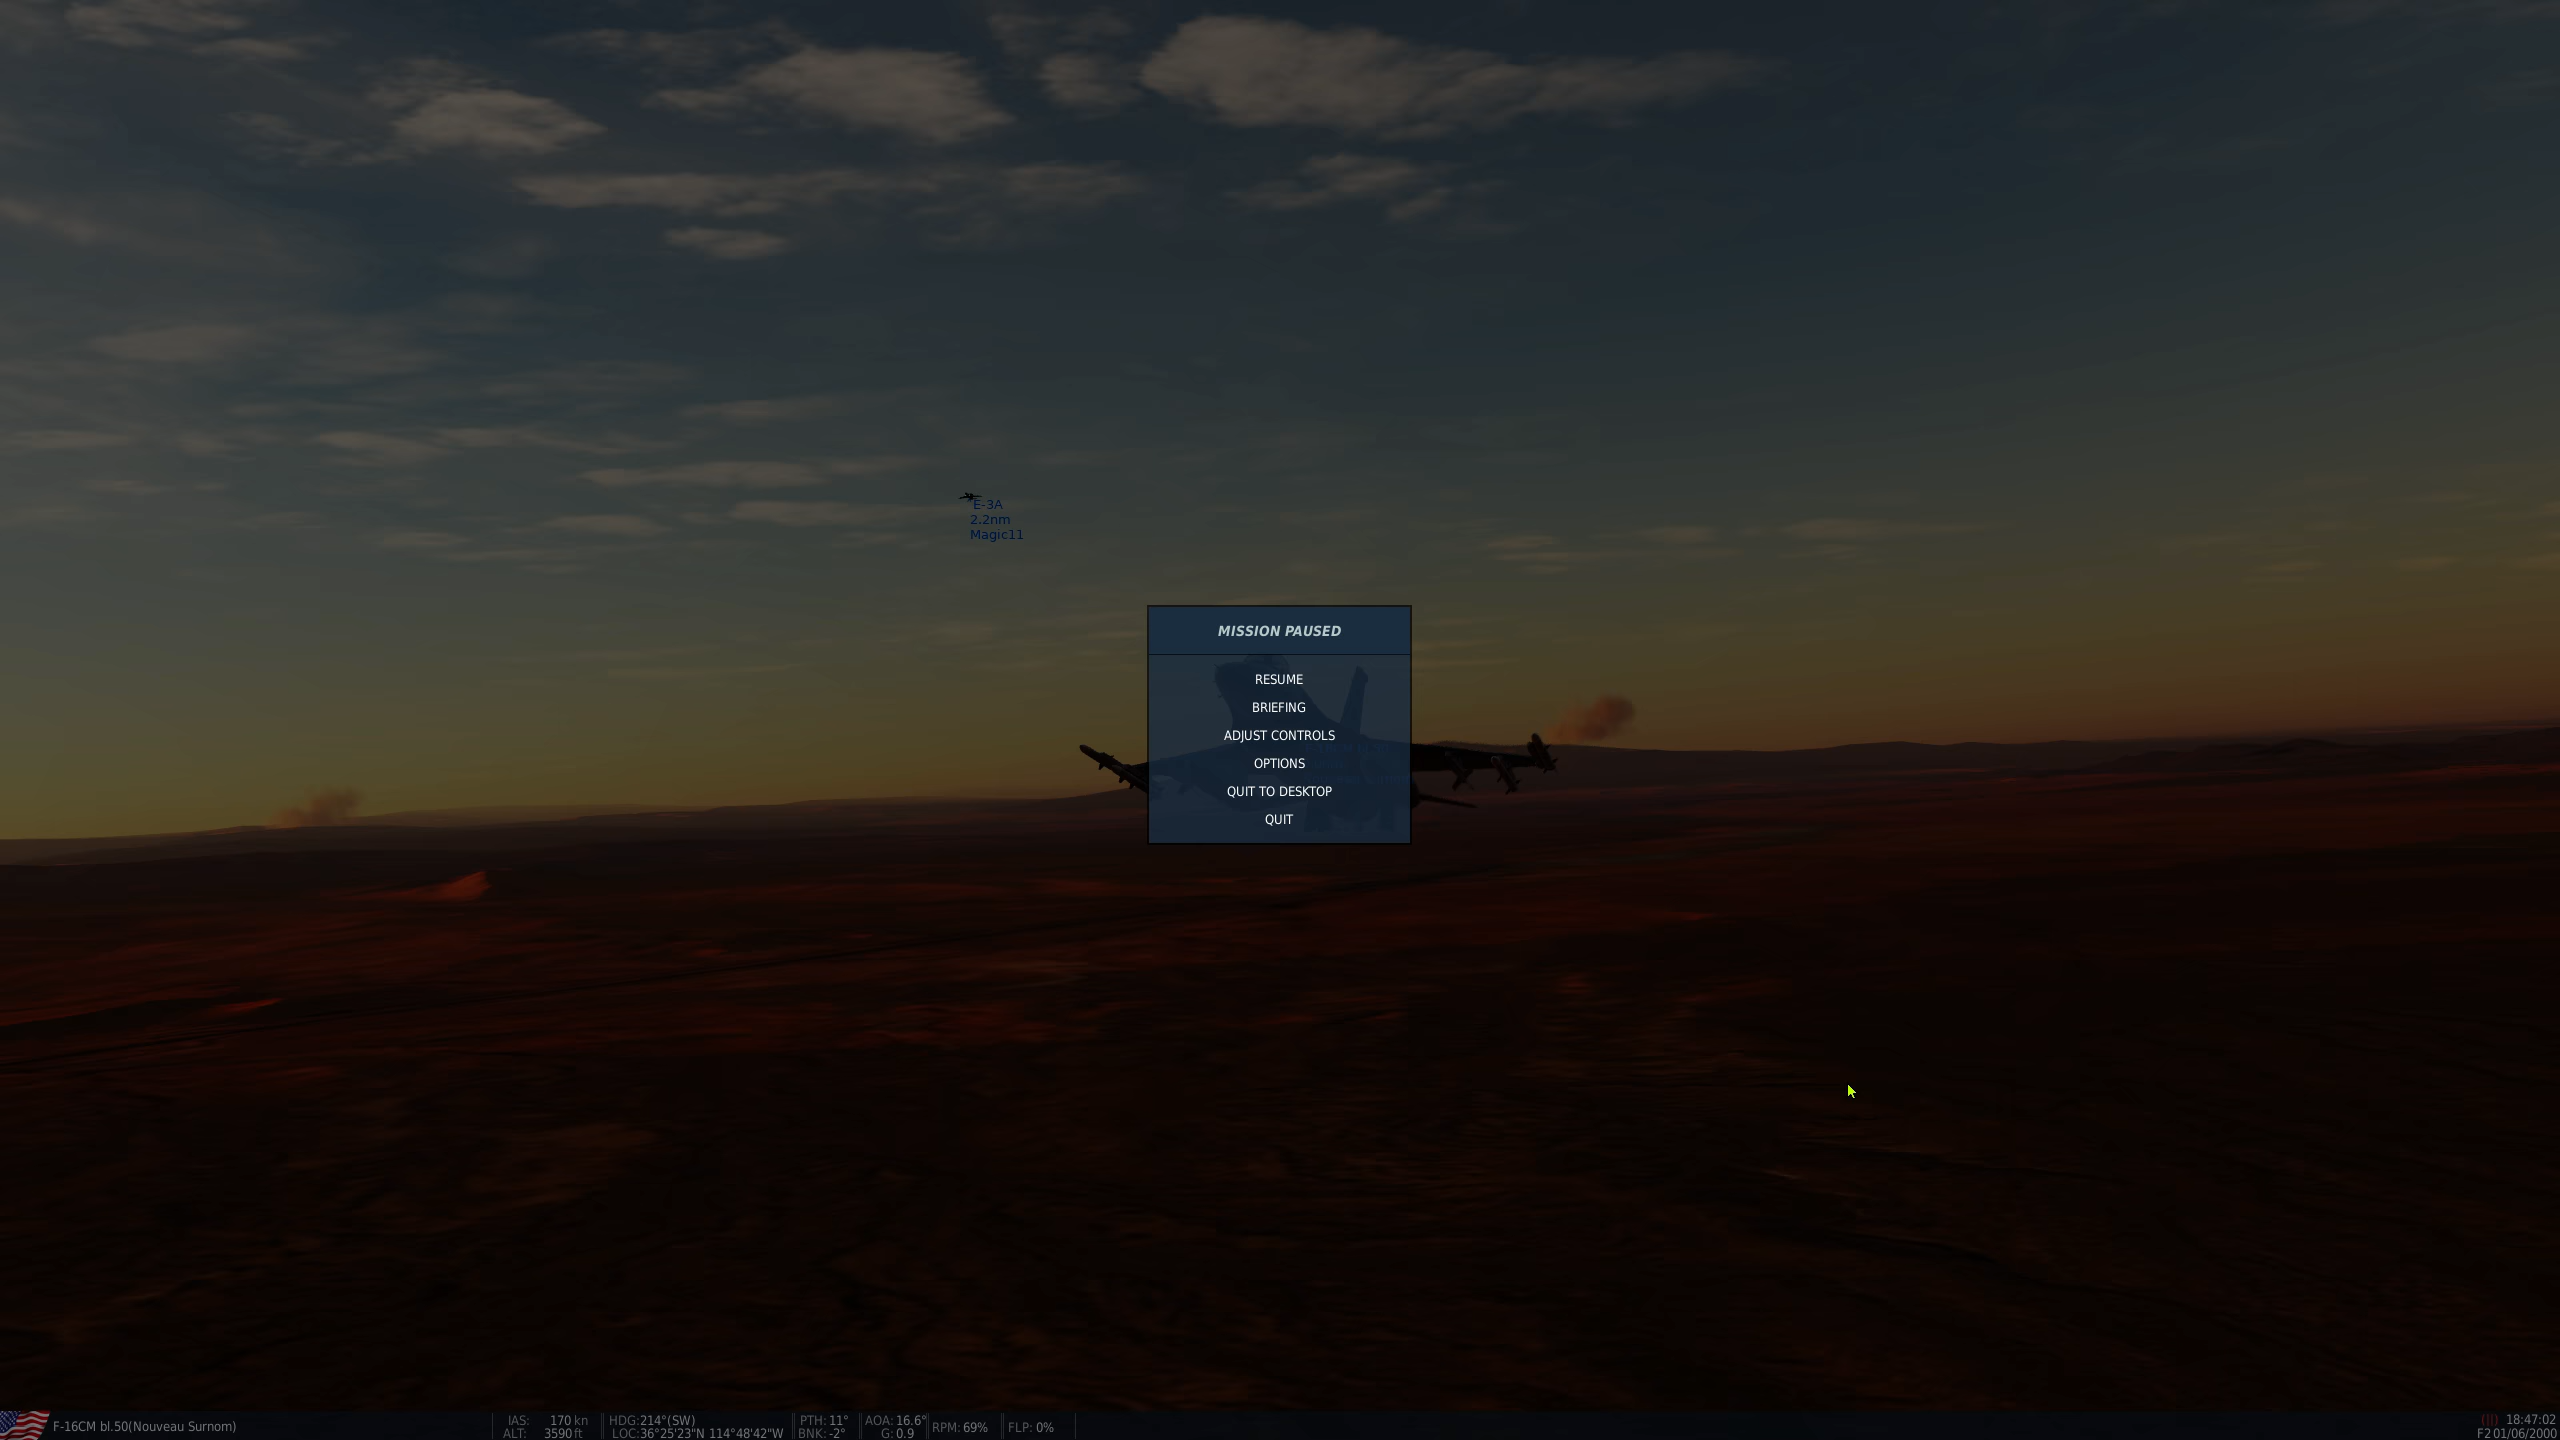 E-3A
2.2nm
Magic11
MISSION PAUSED
RESUME
BRIEFING
ADJUST CONTROLS
OPTIONS
QUIT TO DESKTOP
QUIT
F-16CM bl.50(Nouveau Surnom)
IAS: 170 kn
ALT: 3590 ft
HDG: 214°(SW)
LOC: 36°25'23"N 114°48'42"W
PTH: 11°
BNK: -2°
AOA: 16.6°
G: 0.9
RPM: 69%
FLP: 0%
(||) 18:47:02
F2 01/06/2000